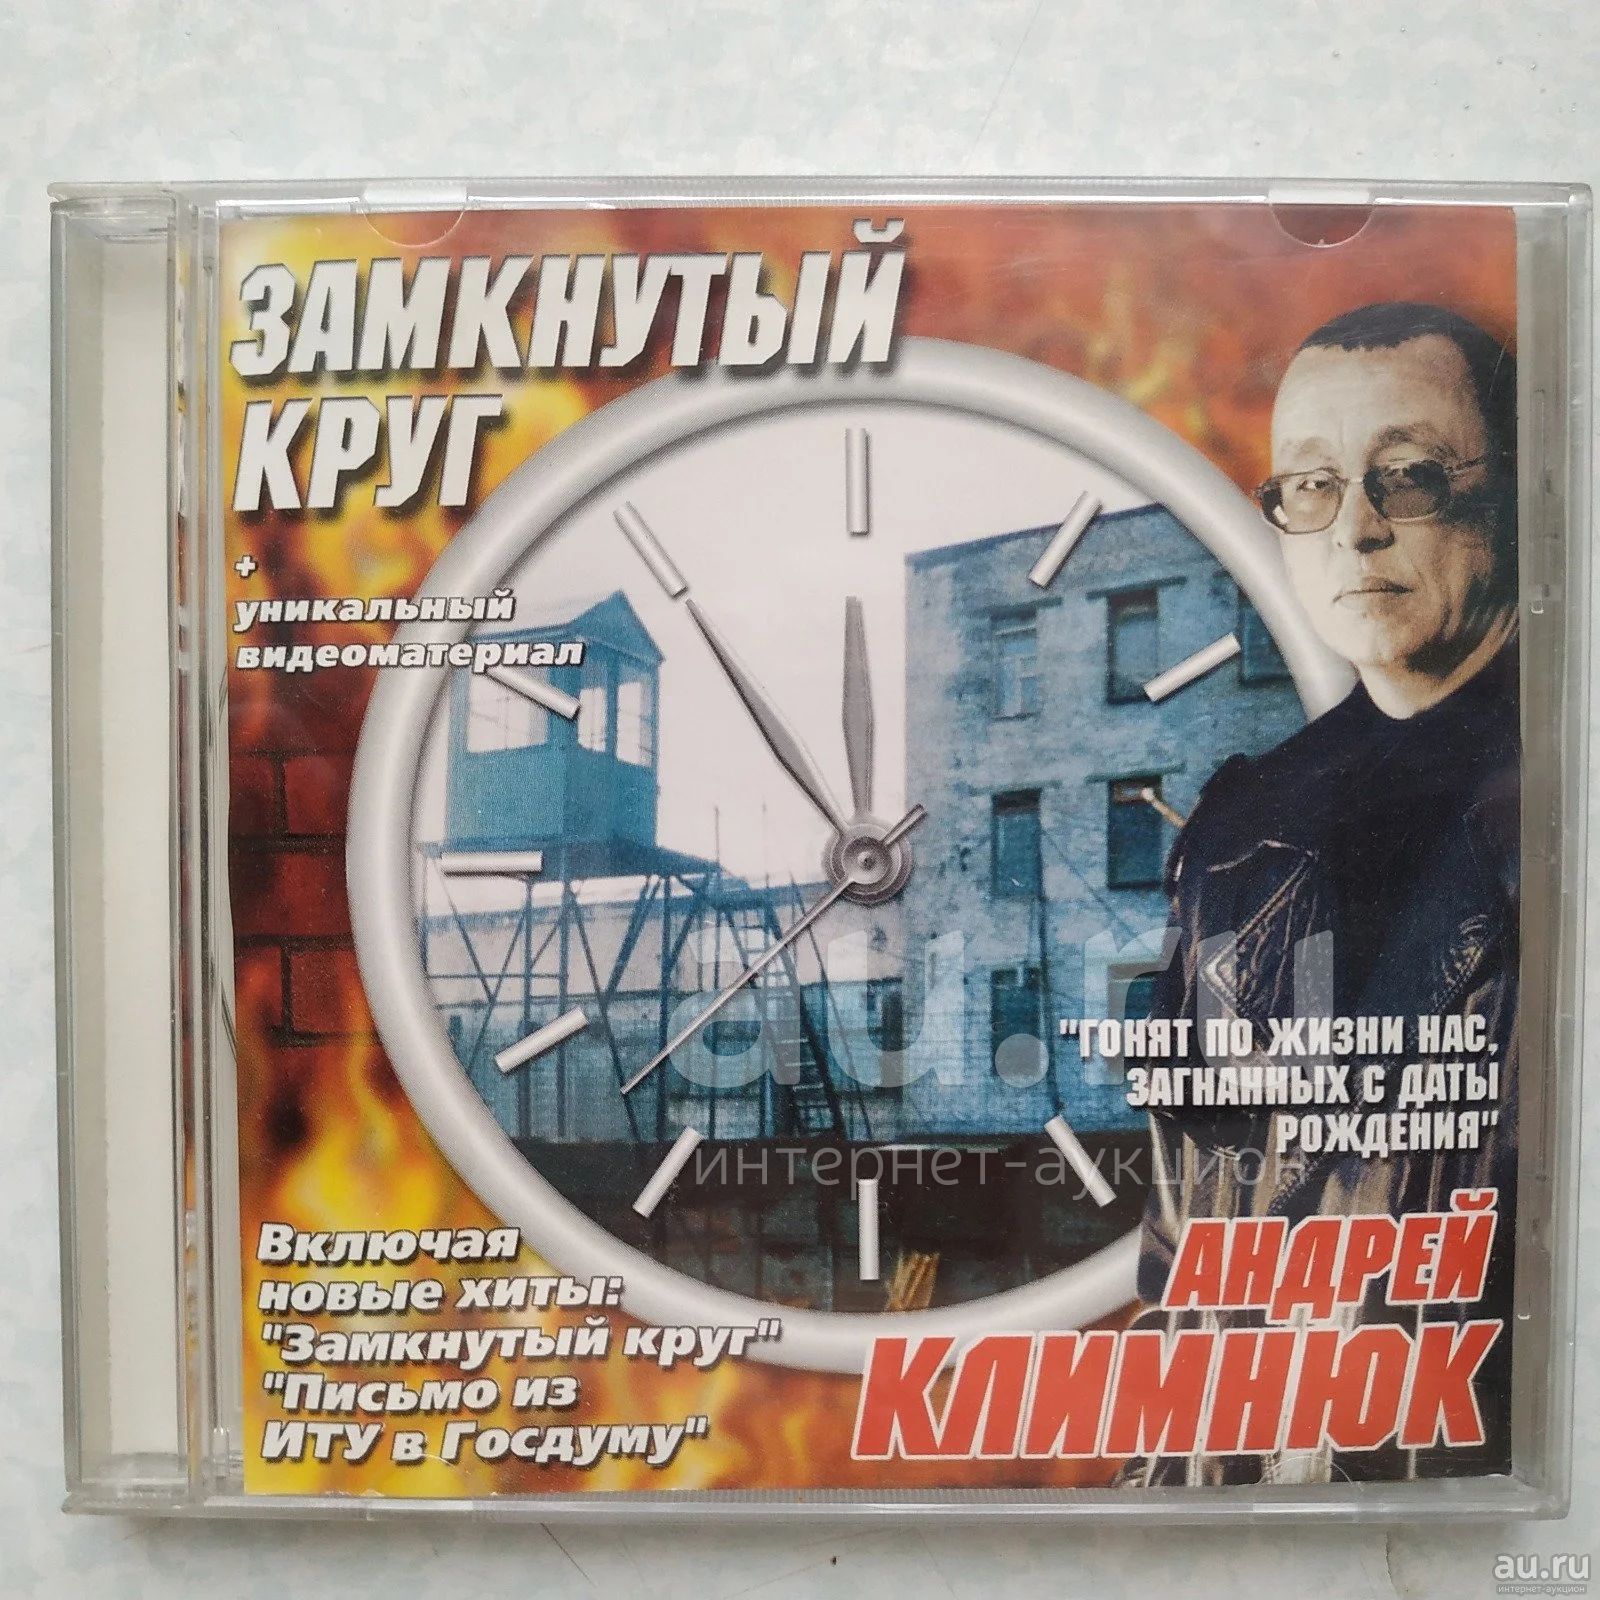 ЗАМКНУТЫЙ
КРУГ
+
уникальный
видеоматериал
"ГОНЯТ ПО ЖИЗНИ НАС,
ЗАГНАННЫХ С ДАТЫ
РОЖДЕНИЯ"
au.ru
интернет-аукцион
Включая
новые хиты:
"Замкнутый круг"
"Письмо из
ИТУ в Госдуму"
АНДРЕЙ
КЛИМНЮК
au.ru
интернет-аукцион